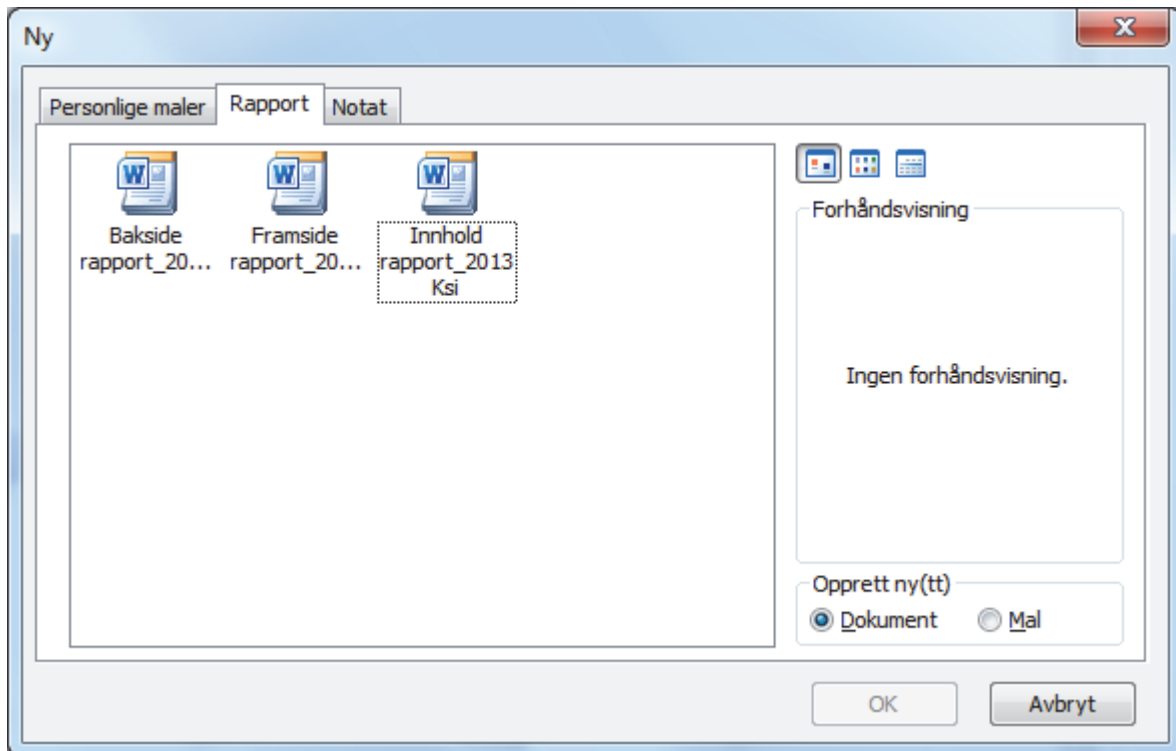 Ny
Personlige maler
Rapport
Notat
Bakside
rapport_20...
Framside
rapport_20...
Innhold
rapport_2013
Ksi
Forhåndsvisning
Ingen forhåndsvisning.
Opprett ny(tt)
Dokument
Mal
OK
Avbryt